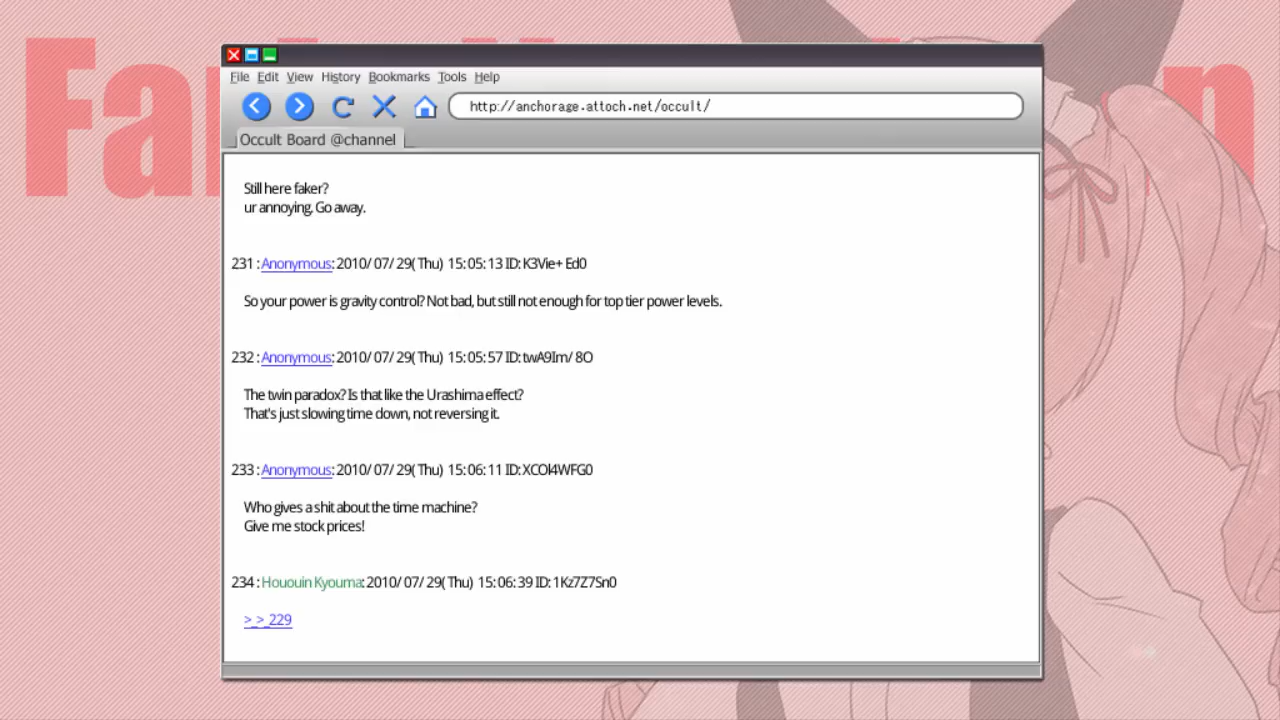 File Edit View History Bookmarks Tools Help
http://anchorage.attoch.net/occult/
Occult Board @channel
Still here faker?
ur annoying. Go away.
231 : Anonymous: 2010/ 07/ 29( Thu) 15: 05: 13 ID: K3Vie+ Ed0
So your power is gravity control? Not bad, but still not enough for top tier power levels.
232 : Anonymous: 2010/ 07/ 29( Thu) 15: 05: 57 ID: twA9Im/ 8O
The twin paradox? Is that like the Urashima effect?
That's just slowing time down, not reversing it.
233 : Anonymous: 2010/ 07/ 29( Thu) 15: 06: 11 ID: XCOl4WFG0
Who gives a shit about the time machine?
Give me stock prices!
234 : Hououin Kyouma: 2010/ 07/ 29( Thu) 15: 06: 39 ID: 1Kz7Z7Sn0
>_>_229